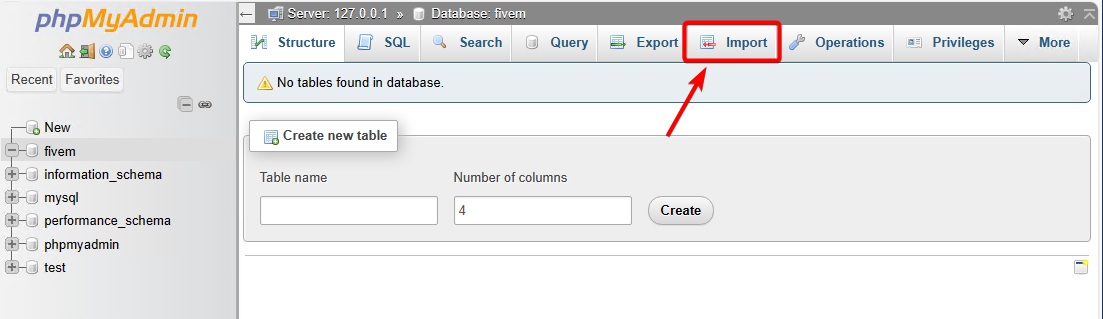 phpMyAdmin
Recent Favorites
New
fivem
information_schema
mysql
performance_schema
phpmyadmin
test
Server: 127.0.0.1 » Database: fivem
Structure SQL Search Query Export Import Operations Privileges More
No tables found in database.
Create new table
Table name Number of columns
4 Create